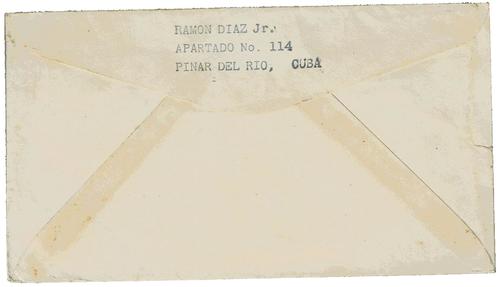 RAMON DIAZ Jr.
APARTADO No. 114
PINAR DEL RIO, CUBA